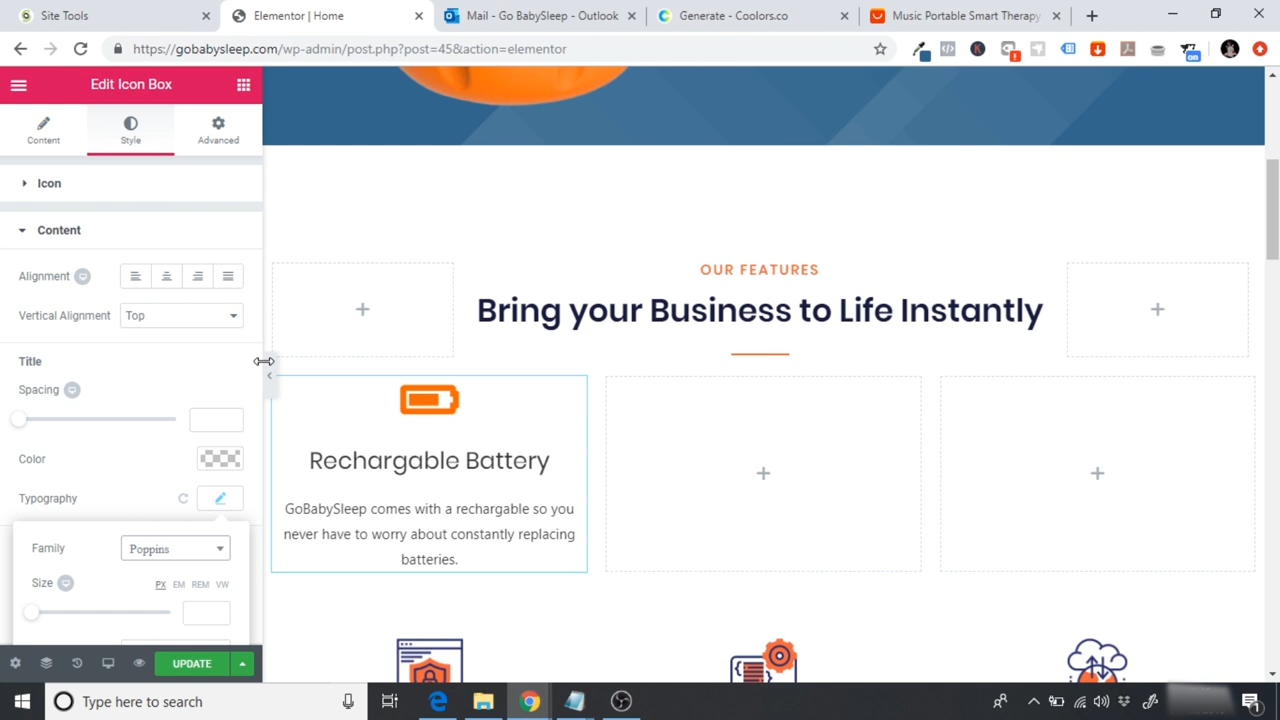 Site Tools
Elementor | Home
Mail - Go BabySleep - Outlook
Generate - Coolors.co
Music Portable Smart Therapy
https://gobabysleep.com/wp-admin/post.php?post=45&action=elementor
on
Edit Icon Box
Content
Style
Advanced
Icon
Content
Alignment
Vertical Alignment
Top
Title
Spacing
Color
Typography
Family
Poppins
Size
PX EM REM VW
UPDATE
OUR FEATURES
Bring your Business to Life Instantly
Rechargable Battery
GoBabySleep comes with a rechargable so you
never have to worry about constantly replacing
batteries.
Type here to search
1